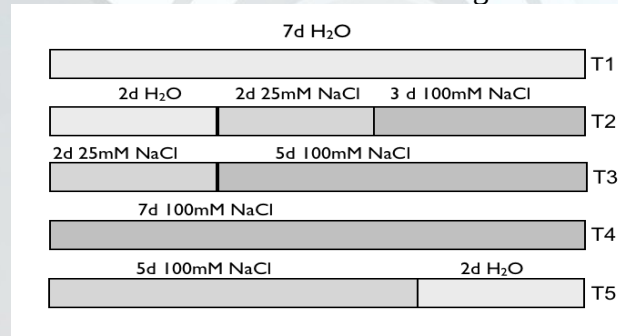 7d H₂O
T1
2d H₂O 2d 25mM NaCl 3 d 100mM NaCl
T2
2d 25mM NaCl 5d 100mM NaCl
T3
7d 100mM NaCl
T4
5d 100mM NaCl 2d H₂O
T5